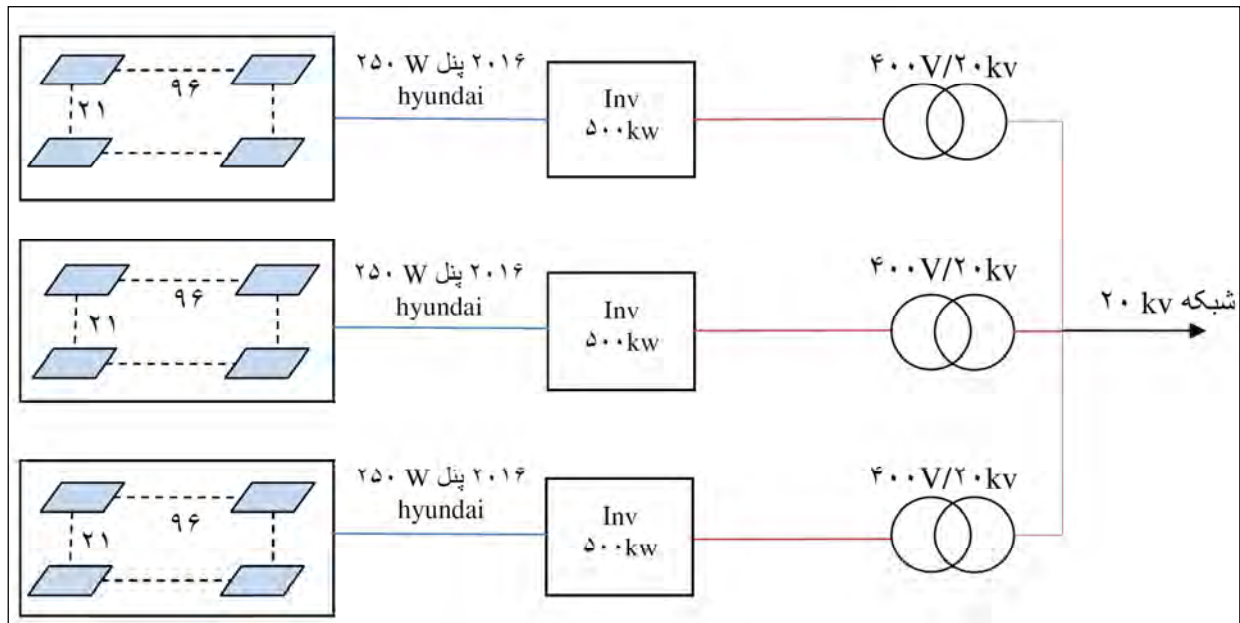 ۹۶
۲۱
۲۰۱۶ پنل ۲۵۰ W
hyundai
Inv
۵۰۰kw
۴۰۰V/۲۰kv
۹۶
۲۱
۲۰۱۶ پنل ۲۵۰ W
hyundai
Inv
۵۰۰kw
۴۰۰V/۲۰kv
شبکه ۲۰ kv
۹۶
۲۱
۲۰۱۶ پنل ۲۵۰ W
hyundai
Inv
۵۰۰kw
۴۰۰V/۲۰kv